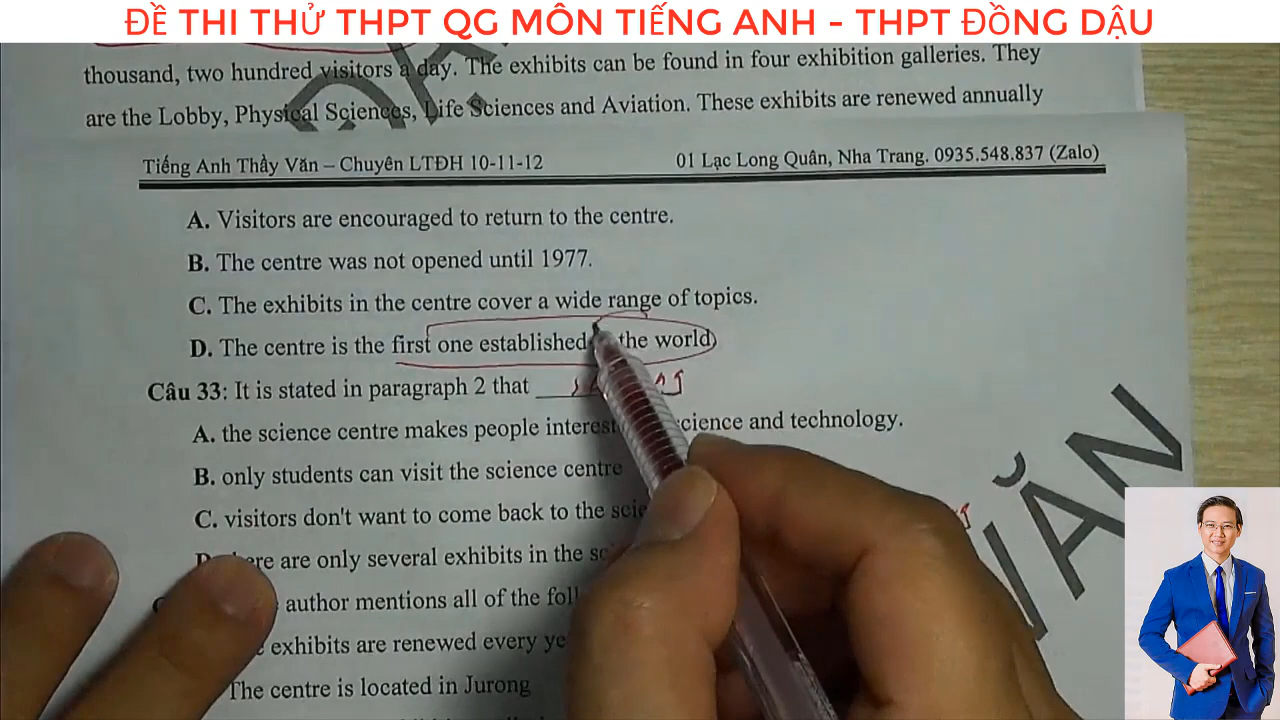 ĐỀ THI THỬ THPT QG MÔN TIẾNG ANH - THPT ĐỒNG DẬU
thousand, two hundred visitors a day. The exhibits can be found in four exhibition galleries. They
are the Lobby, Physical Sciences, Life Sciences and Aviation. These exhibits are renewed annually
Tiếng Anh Thầy Văn – Chuyên LTĐH 10-11-12 01 Lạc Long Quân, Nha Trang. 0935.548.837 (Zalo)
A. Visitors are encouraged to return to the centre.
B. The centre was not opened until 1977.
C. The exhibits in the centre cover a wide range of topics.
D. The centre is the first one established the world
Câu 33: It is stated in paragraph 2 that
A. the science centre makes people science and technology.
B. only students can visit the science centre
C. visitors don't want to come back to the
are only several exhibits in the
author mentions all of the
exhibits are renewed every
The centre is located in Jurong
VĂN